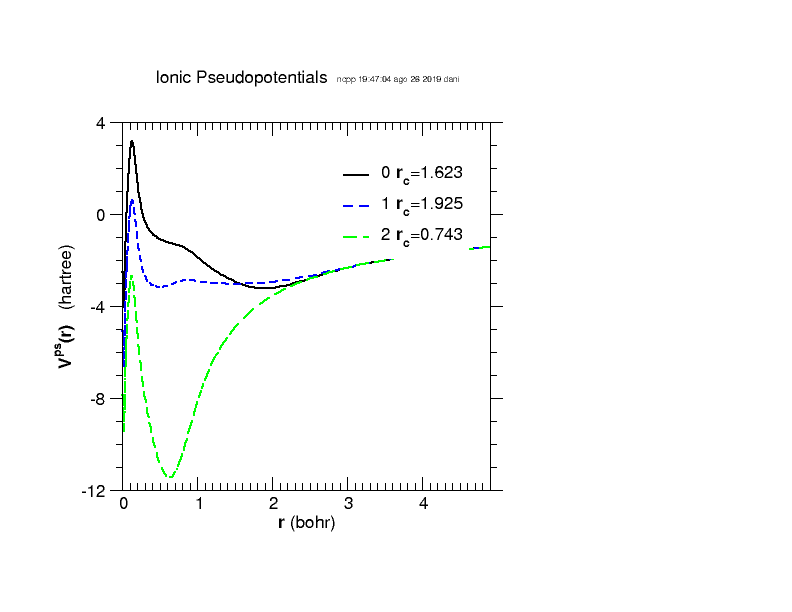 Ionic Pseudopotentials ncpp 19:47:04 ago 26 2019 dani
4
0
-4
-8
-12
V^ps(r) (hartree)
0 r_c=1.623
1 r_c=1.925
2 r_c=0.743
0 1 2 3 4
r (bohr)